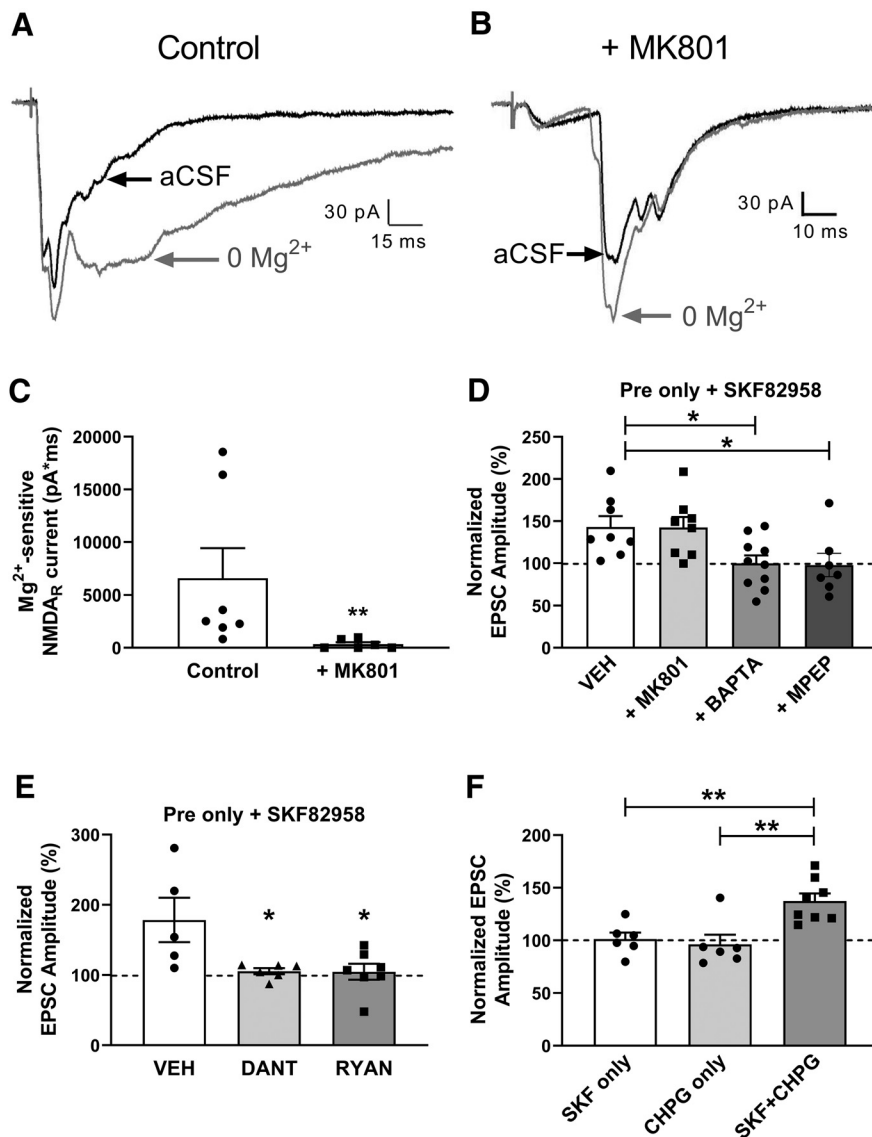 A
Control
aCSF
0 Mg2+
30 pA
15 ms
B
+ MK801
aCSF
0 Mg2+
30 pA
10 ms
C
Mg2+-sensitive
NMDAR current (pA*ms)
20000
15000
10000
5000
0
**
Control
+ MK801
D
Pre only + SKF82958
*
*
Normalized
EPSC Amplitude (%)
250
200
150
100
50
0
VEH
+ MK801
+ BAPTA
+ MPEP
E
Pre only + SKF82958
Normalized
EPSC Amplitude (%)
300
200
100
0
*
*
VEH
DANT
RYAN
F
**
**
Normalized EPSC
Amplitude (%)
200
150
100
50
0
SKF only
CHPG only
SKF+CHPG